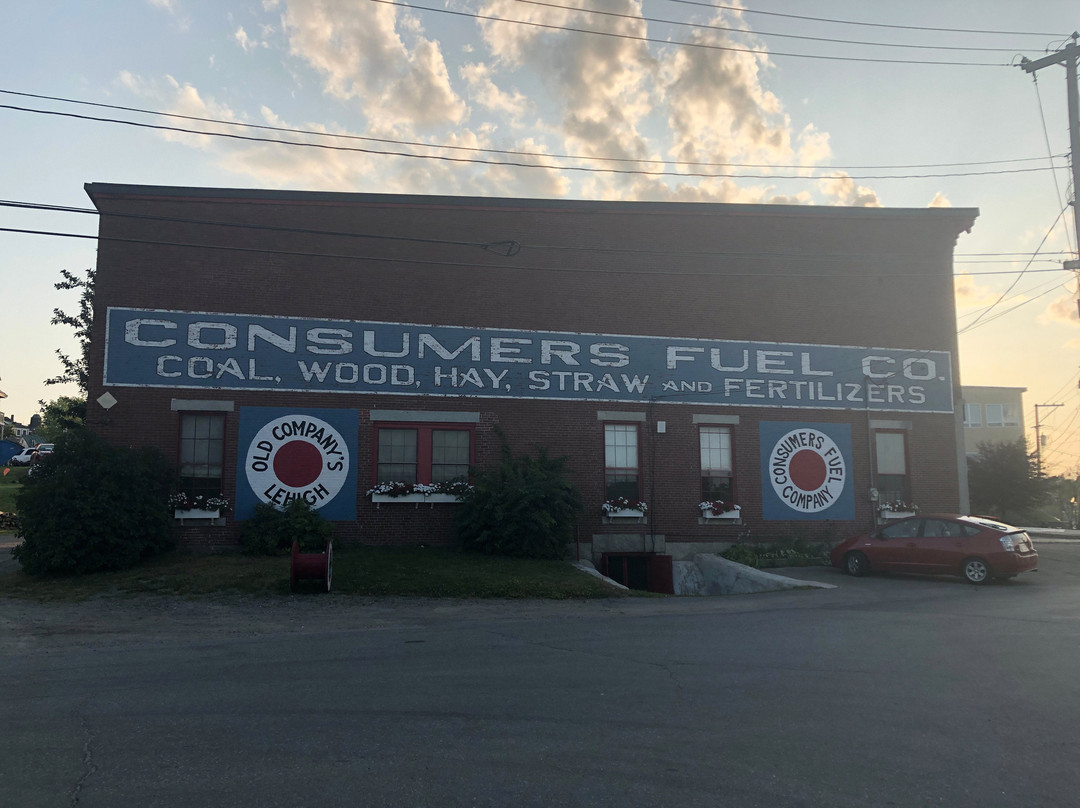 CONSUMERS FUEL CO.
COAL, WOOD, HAY, STRAW AND FERTILIZERS
OLD COMPANY'S
LEHIGH
CONSUMERS FUEL
COMPANY